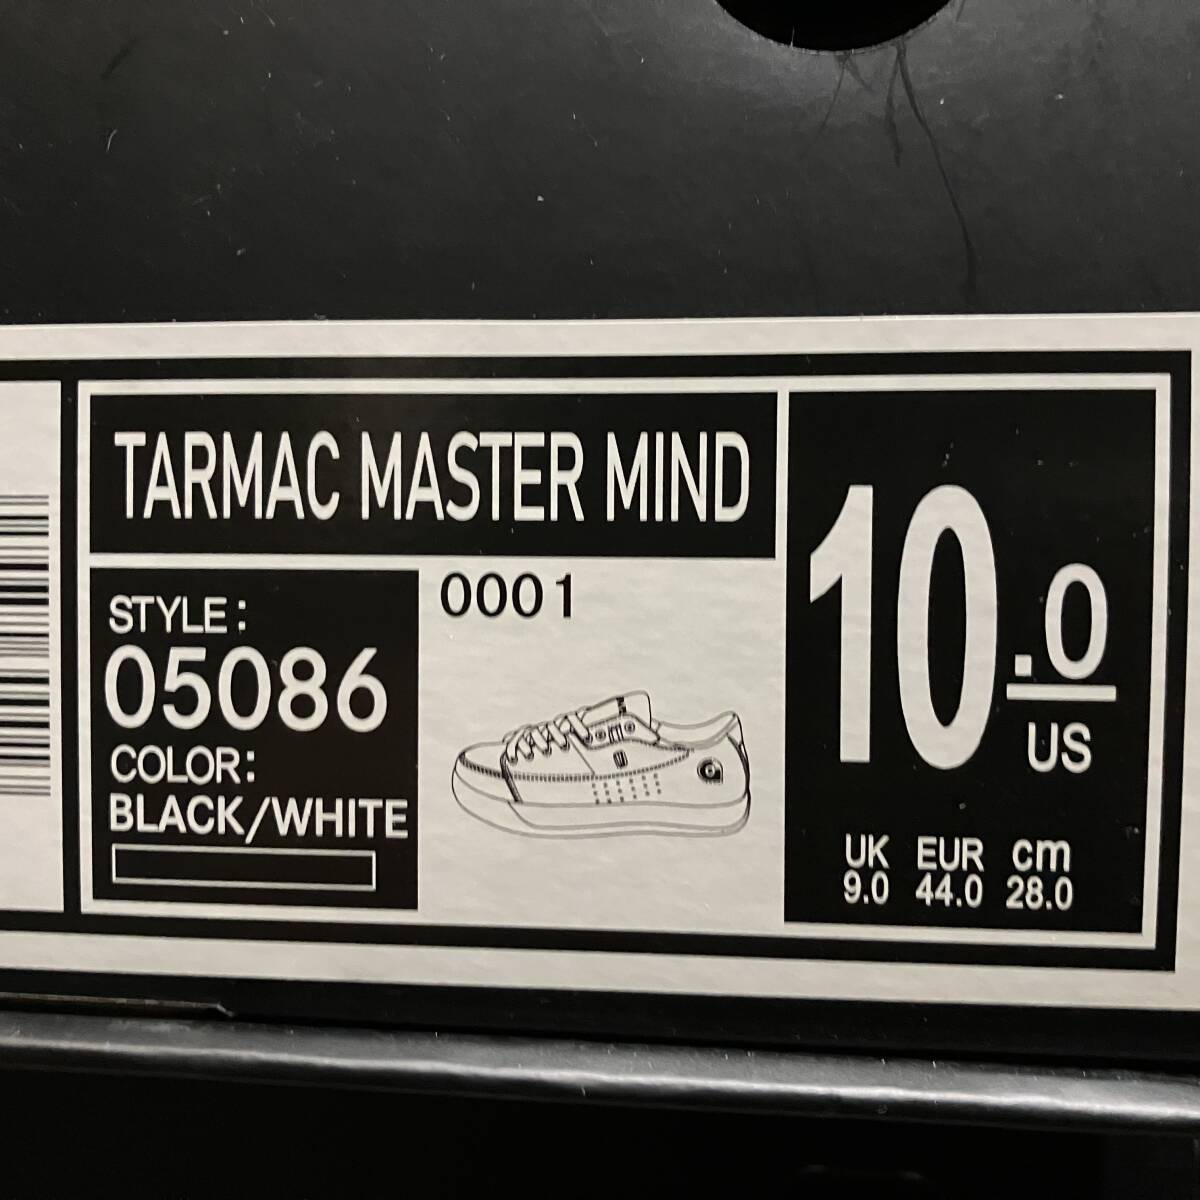 TARMAC MASTER MIND
STYLE:
05086
COLOR:
BLACK/WHITE
0001
10.0
US
UK EUR cm
9.0 44.0 28.0